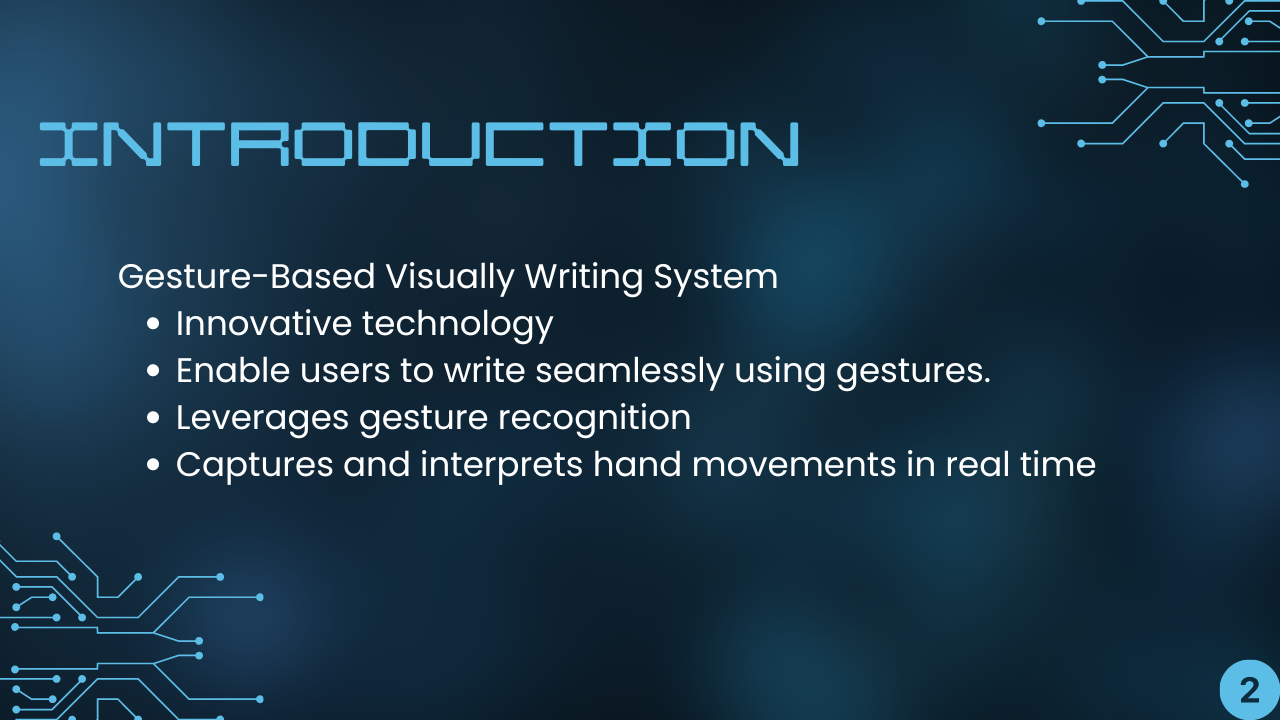 INTRODUCTION
Gesture-Based Visually Writing System
• Innovative technology
• Enable users to write seamlessly using gestures.
• Leverages gesture recognition
• Captures and interprets hand movements in real time
2